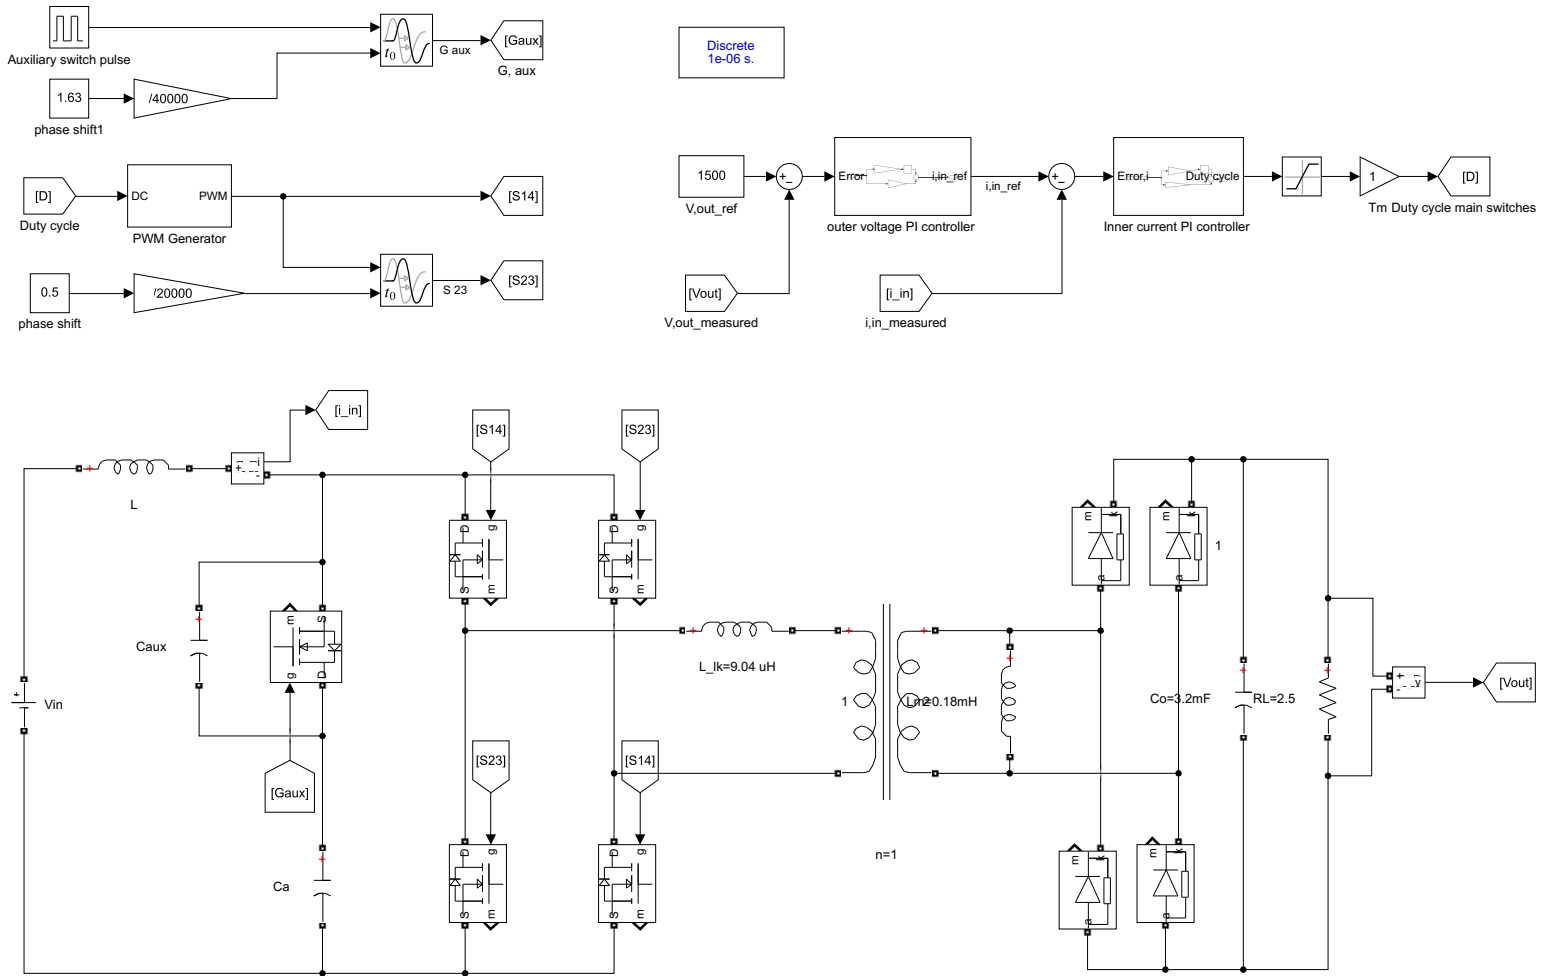 Auxiliary switch pulse
t0
G aux
[Gaux]
G, aux
1.63
/40000
phase shift1
Discrete
1e-06 s.
[D]
Duty cycle
DC
PWM
PWM Generator
[S14]
0.5
/20000
phase shift
t0
S 23
[S23]
1500
V,out_ref
+
-
Error
i,in_ref
outer voltage PI controller
i,in_ref
+
-
Error,i
Duty cycle
Inner current PI controller
1
[D]
Tm Duty cycle main switches
[Vout]
V,out_measured
[i_in]
i,in_measured
[i_in]
[S14]
[S23]
+
L
+
i
-
D
g
S
m
D
g
S
m
m
k
a
m
k
a
1
Caux
+
m
S
g
D
+
L_lk=9.04 uH
+
+
+
1
Lm=0.18mH
Co=3.2mF
+
RL=2.5
+
+
v
-
[Vout]
+
Vin
[Gaux]
[S23]
[S14]
Ca
+
D
g
S
m
D
g
S
m
n=1
m
k
a
m
k
a